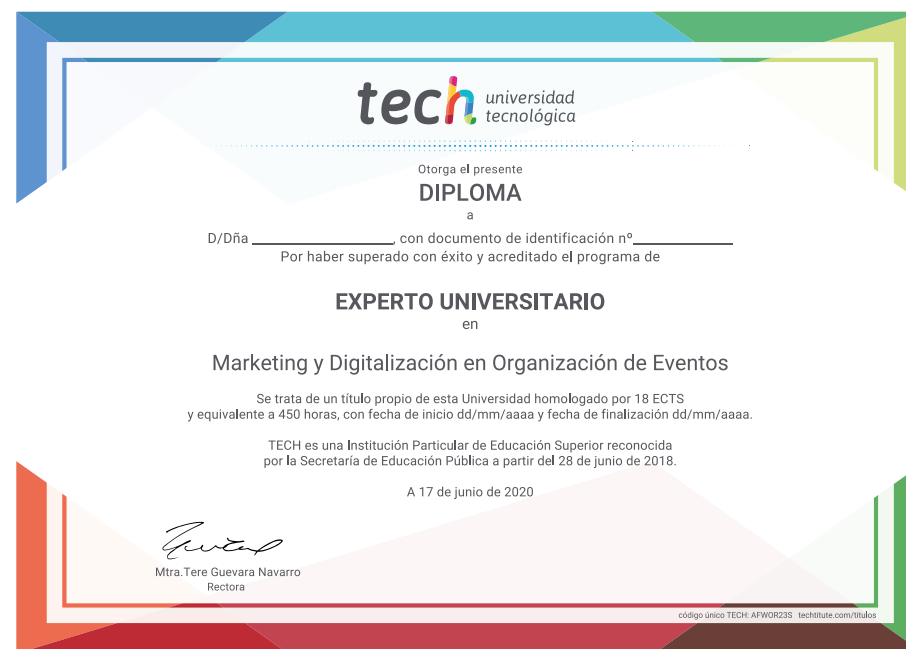 tech universidad
tecnológica
Otorga el presente
DIPLOMA
a
D/Dña ____________________, con documento de identificación nº______________
Por haber superado con éxito y acreditado el programa de
EXPERTO UNIVERSITARIO
en
Marketing y Digitalización en Organización de Eventos
Se trata de un título propio de esta Universidad homologado por 18 ECTS
y equivalente a 450 horas, con fecha de inicio dd/mm/aaaa y fecha de finalización dd/mm/aaaa.
TECH es una Institución Particular de Educación Superior reconocida
por la Secretaría de Educación Pública a partir del 28 de junio de 2018.
A 17 de junio de 2020
Mtra.Tere Guevara Navarro
Rectora
código único TECH: AFWOR23S techtitute.com/titulos